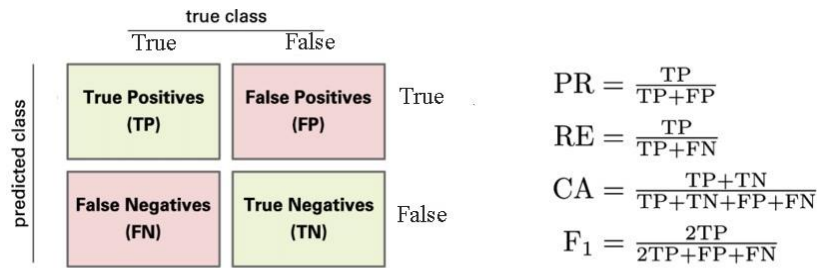 true class
True False
predicted class
True Positives
(TP)
False Positives
(FP)
True
False Negatives
(FN)
True Negatives
(TN)
False
PR = TP / TP+FP
RE = TP / TP+FN
CA = TP+TN / TP+TN+FP+FN
F₁ = 2TP / 2TP+FP+FN